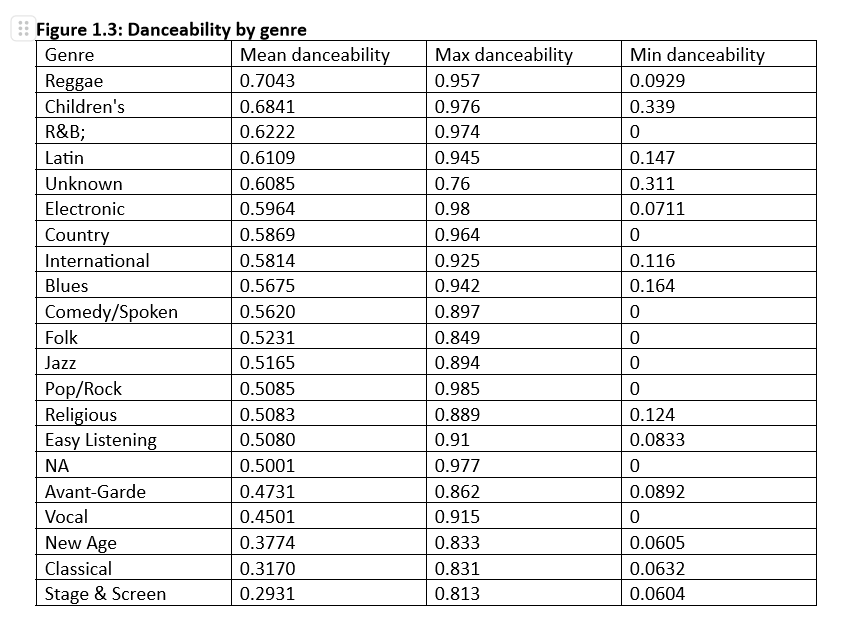 Figure 1.3: Danceability by genre
Genre Mean danceability Max danceability Min danceability
Reggae 0.7043 0.957 0.0929
Children's 0.6841 0.976 0.339
R&B; 0.6222 0.974 0
Latin 0.6109 0.945 0.147
Unknown 0.6085 0.76 0.311
Electronic 0.5964 0.98 0.0711
Country 0.5869 0.964 0
International 0.5814 0.925 0.116
Blues 0.5675 0.942 0.164
Comedy/Spoken 0.5620 0.897 0
Folk 0.5231 0.849 0
Jazz 0.5165 0.894 0
Pop/Rock 0.5085 0.985 0
Religious 0.5083 0.889 0.124
Easy Listening 0.5080 0.91 0.0833
NA 0.5001 0.977 0
Avant-Garde 0.4731 0.862 0.0892
Vocal 0.4501 0.915 0
New Age 0.3774 0.833 0.0605
Classical 0.3170 0.831 0.0632
Stage & Screen 0.2931 0.813 0.0604